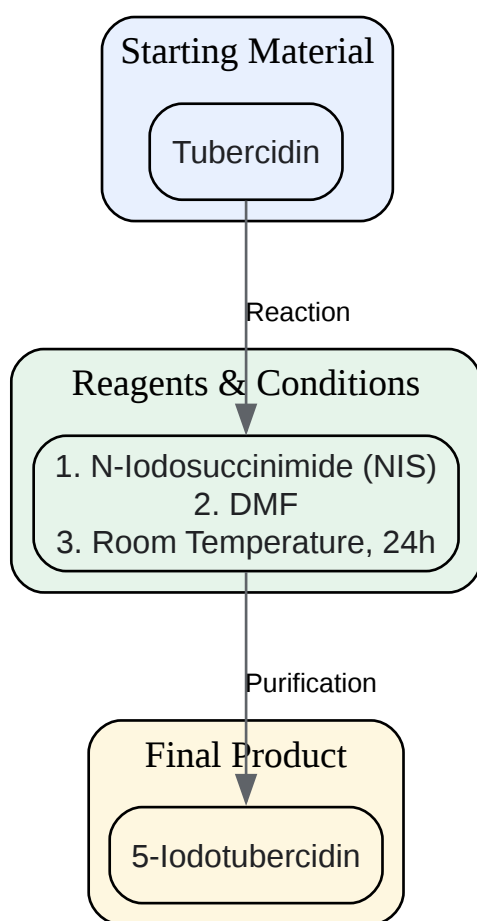 Starting Material
Tubercidin
Reaction
Reagents & Conditions
1. N-Iodosuccinimide (NIS)
2. DMF
3. Room Temperature, 24h
Purification
Final Product
5-Iodotubercidin